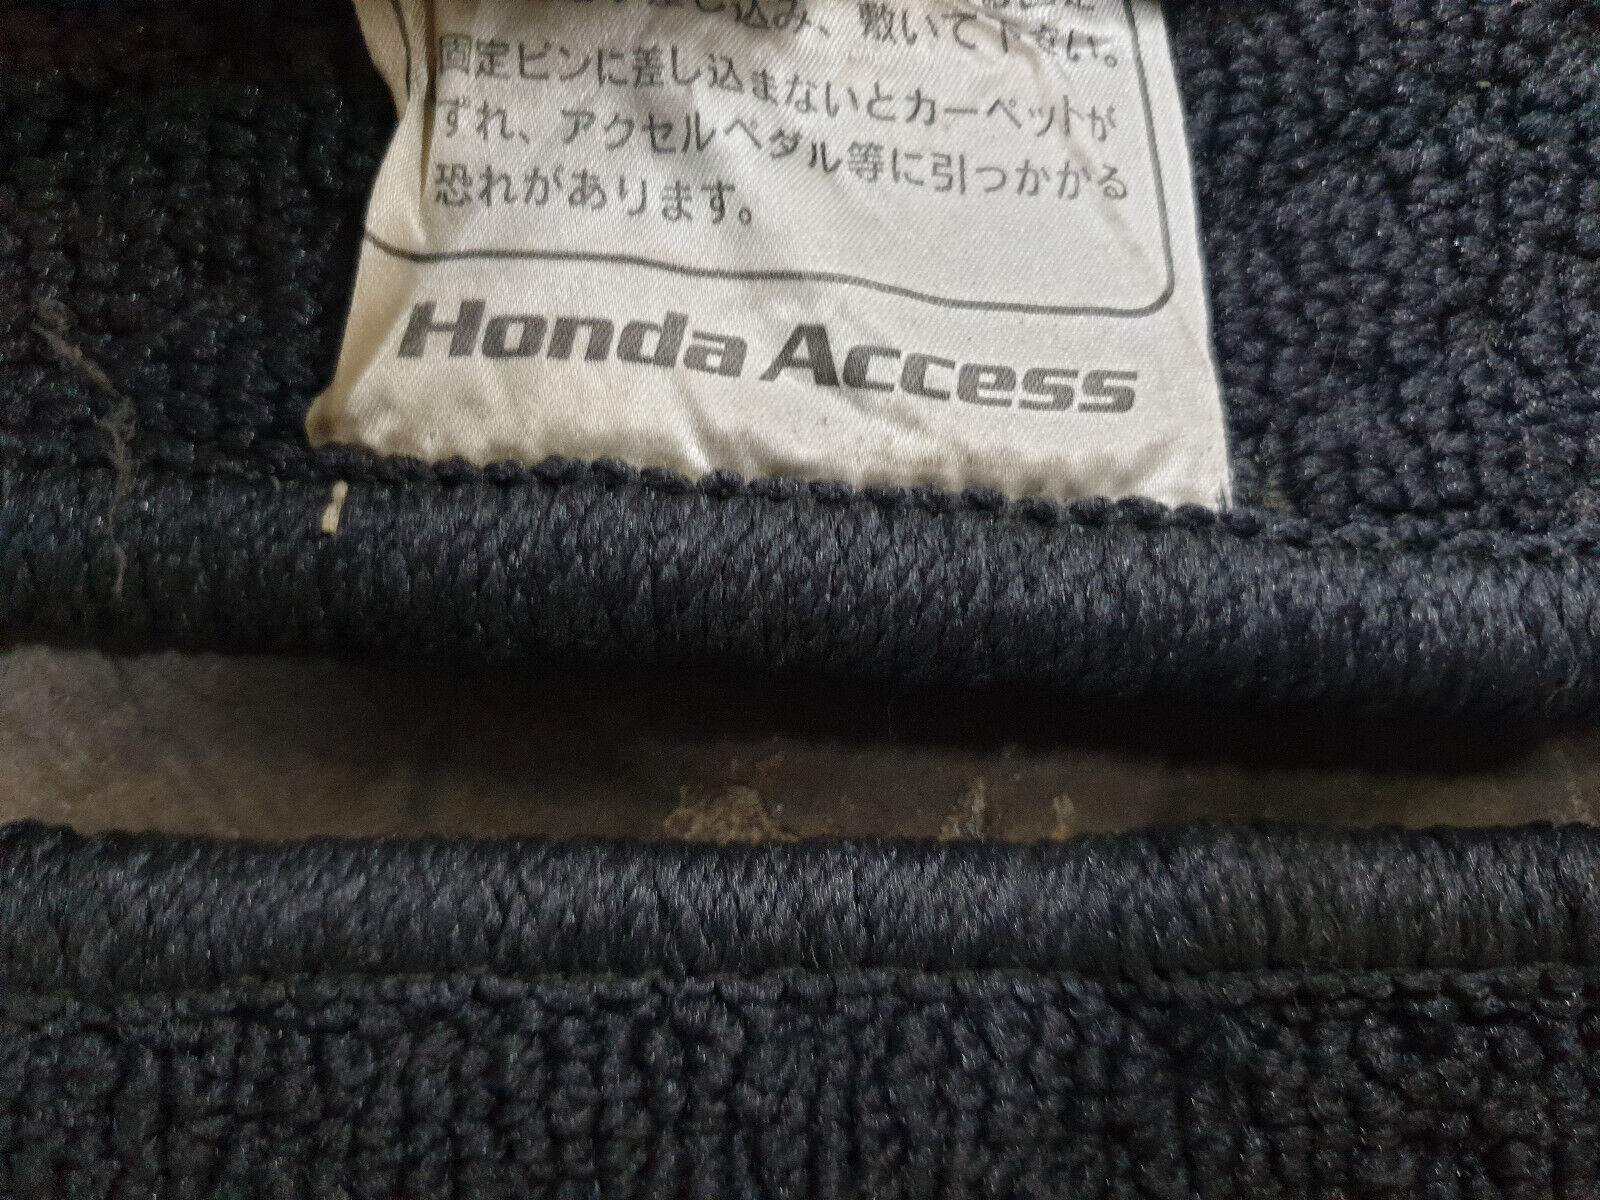 差し込み、敷いて下さい。
固定ピンに差し込まないとカーペットが
ずれ、アクセルペダル等に引っかかる
恐れがあります。
Honda Access